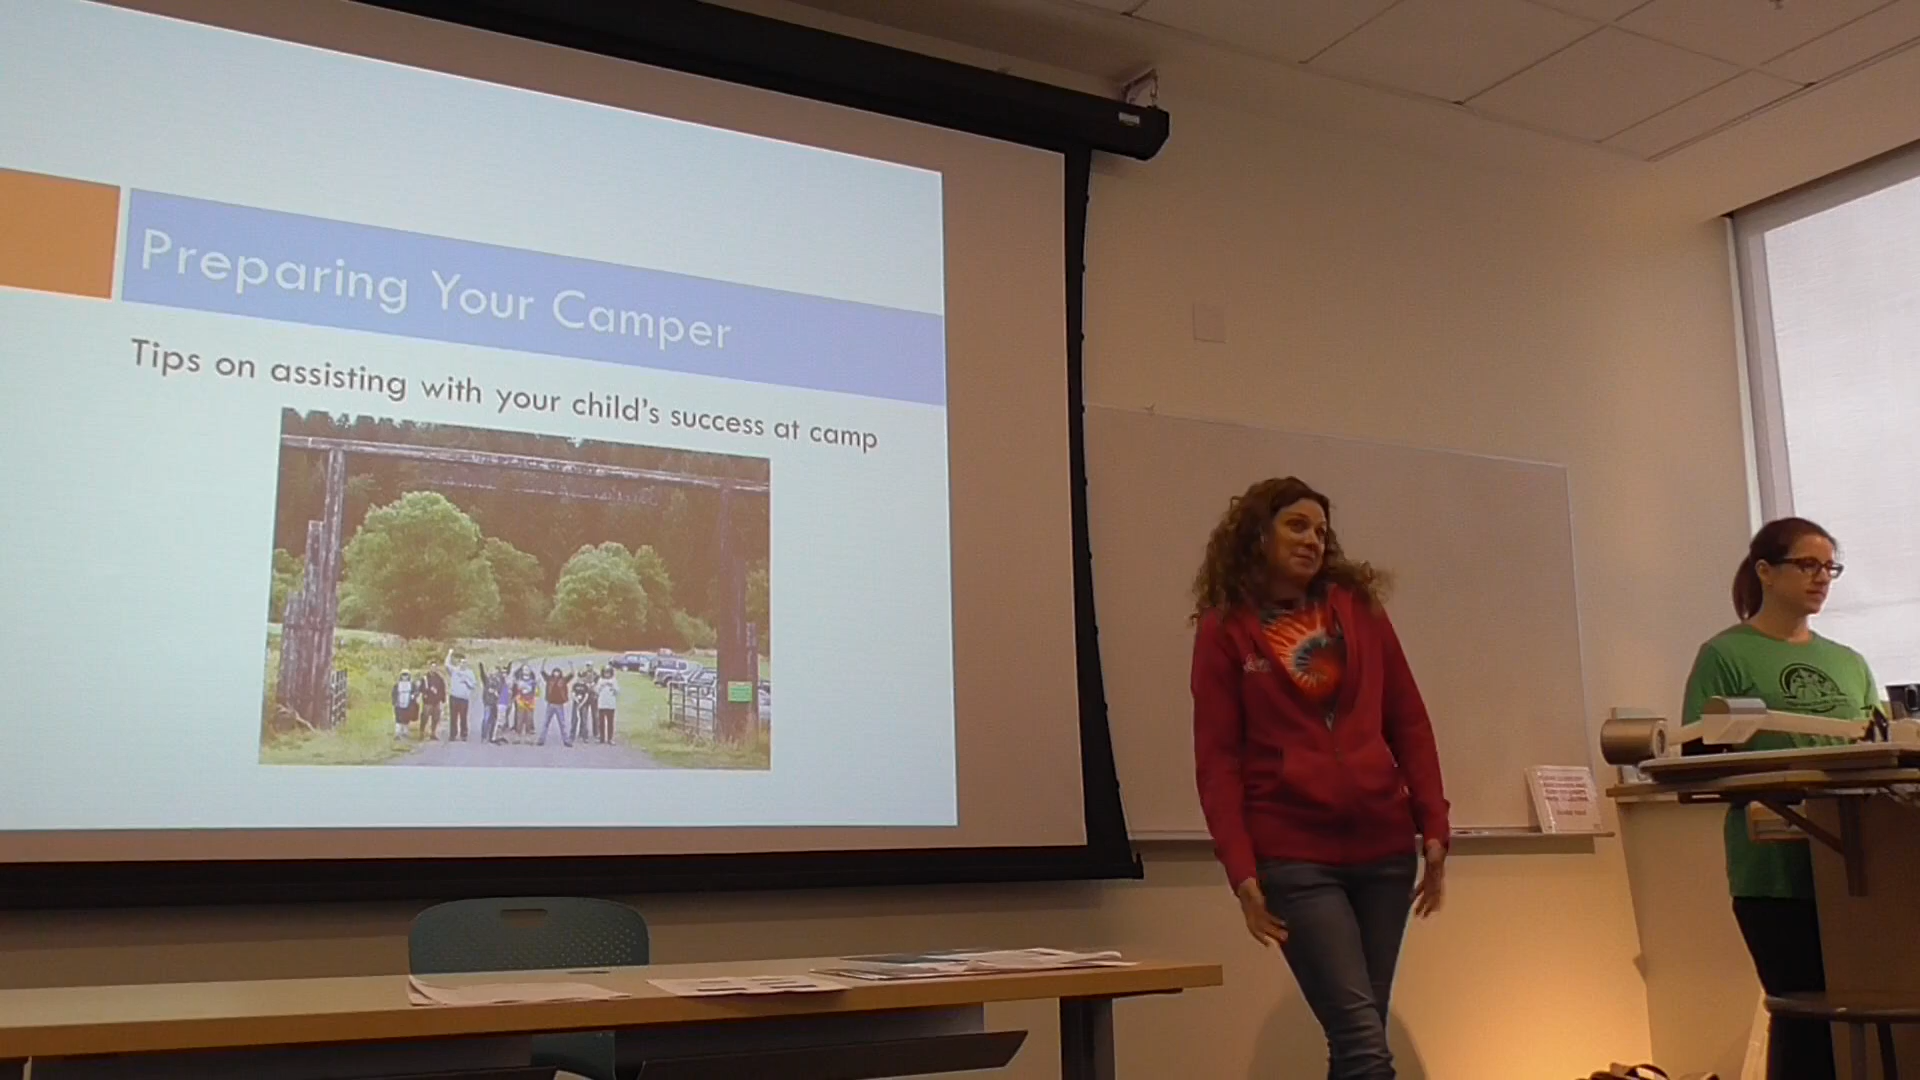 Preparing Your Camper
Tips on assisting with your child's success at camp